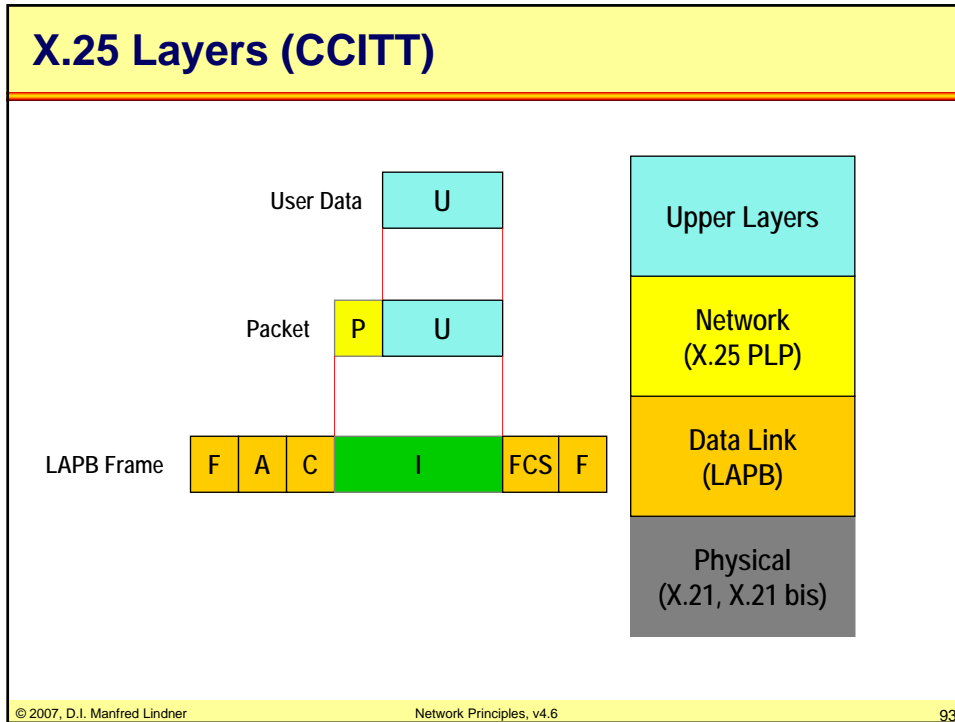 X.25 Layers (CCITT)
User Data U
Upper Layers
Packet P U
Network
(X.25 PLP)
LAPB Frame F A C I FCS F
Data Link
(LAPB)
Physical
(X.21, X.21 bis)
© 2007, D.I. Manfred Lindner Network Principles, v4.6 93